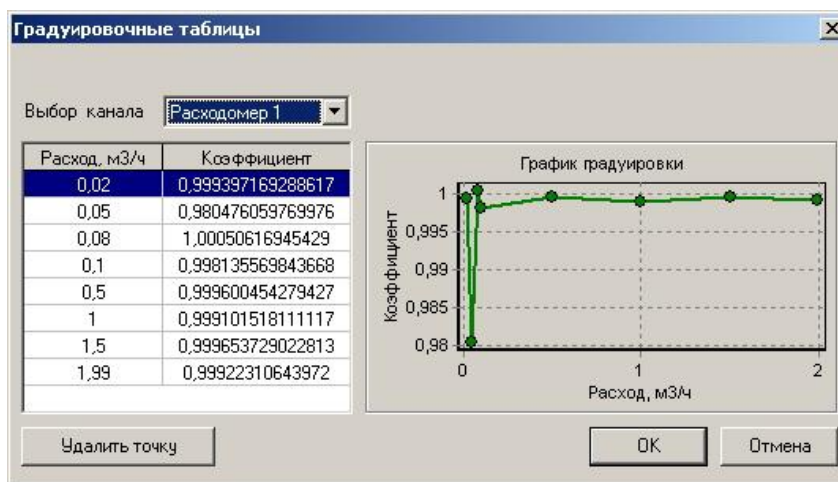 Градуировочные таблицы
Выбор канала Расходомер 1
Расход, м3/ч Коэффициент
0,02 0,999397169288617
0,05 0,980476059769976
0,08 1,00050616945429
0,1 0,998135569843668
0,5 0,999600454279427
1 0,999101518111117
1,5 0,999653729022813
1,99 0,99922310643972
График градуировки
Коэффициент
1
0,995
0,99
0,985
0,98
0 1 2
Расход, м3/ч
Удалить точку OK Отмена